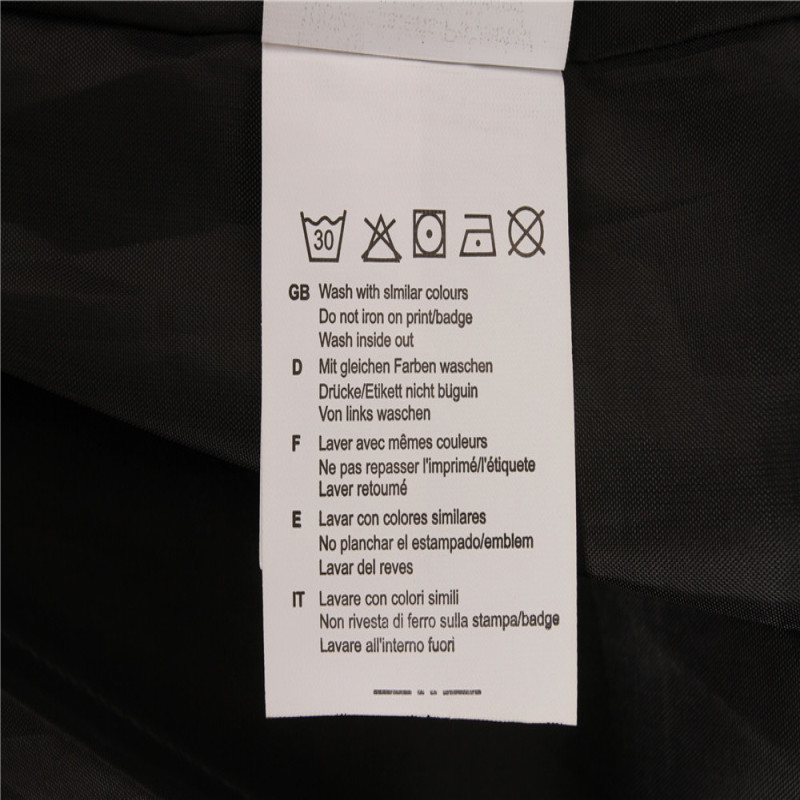 30
GB Wash with slmilar colours
Do not iron on print/badge
Wash inside out
D Mit gleichen Farben waschen
Drücke/Etikett nicht büguin
Von links waschen
F Laver avec mêmes couleurs
Ne pas repasser l'imprimé/l'étiquete
Laver retoumé
E Lavar con colores similares
No planchar el estampado/emblem
Lavar del reves
IT Lavare con colori simili
Non rivesta di ferro sulla stampa/badge
Lavare all'interno fuori